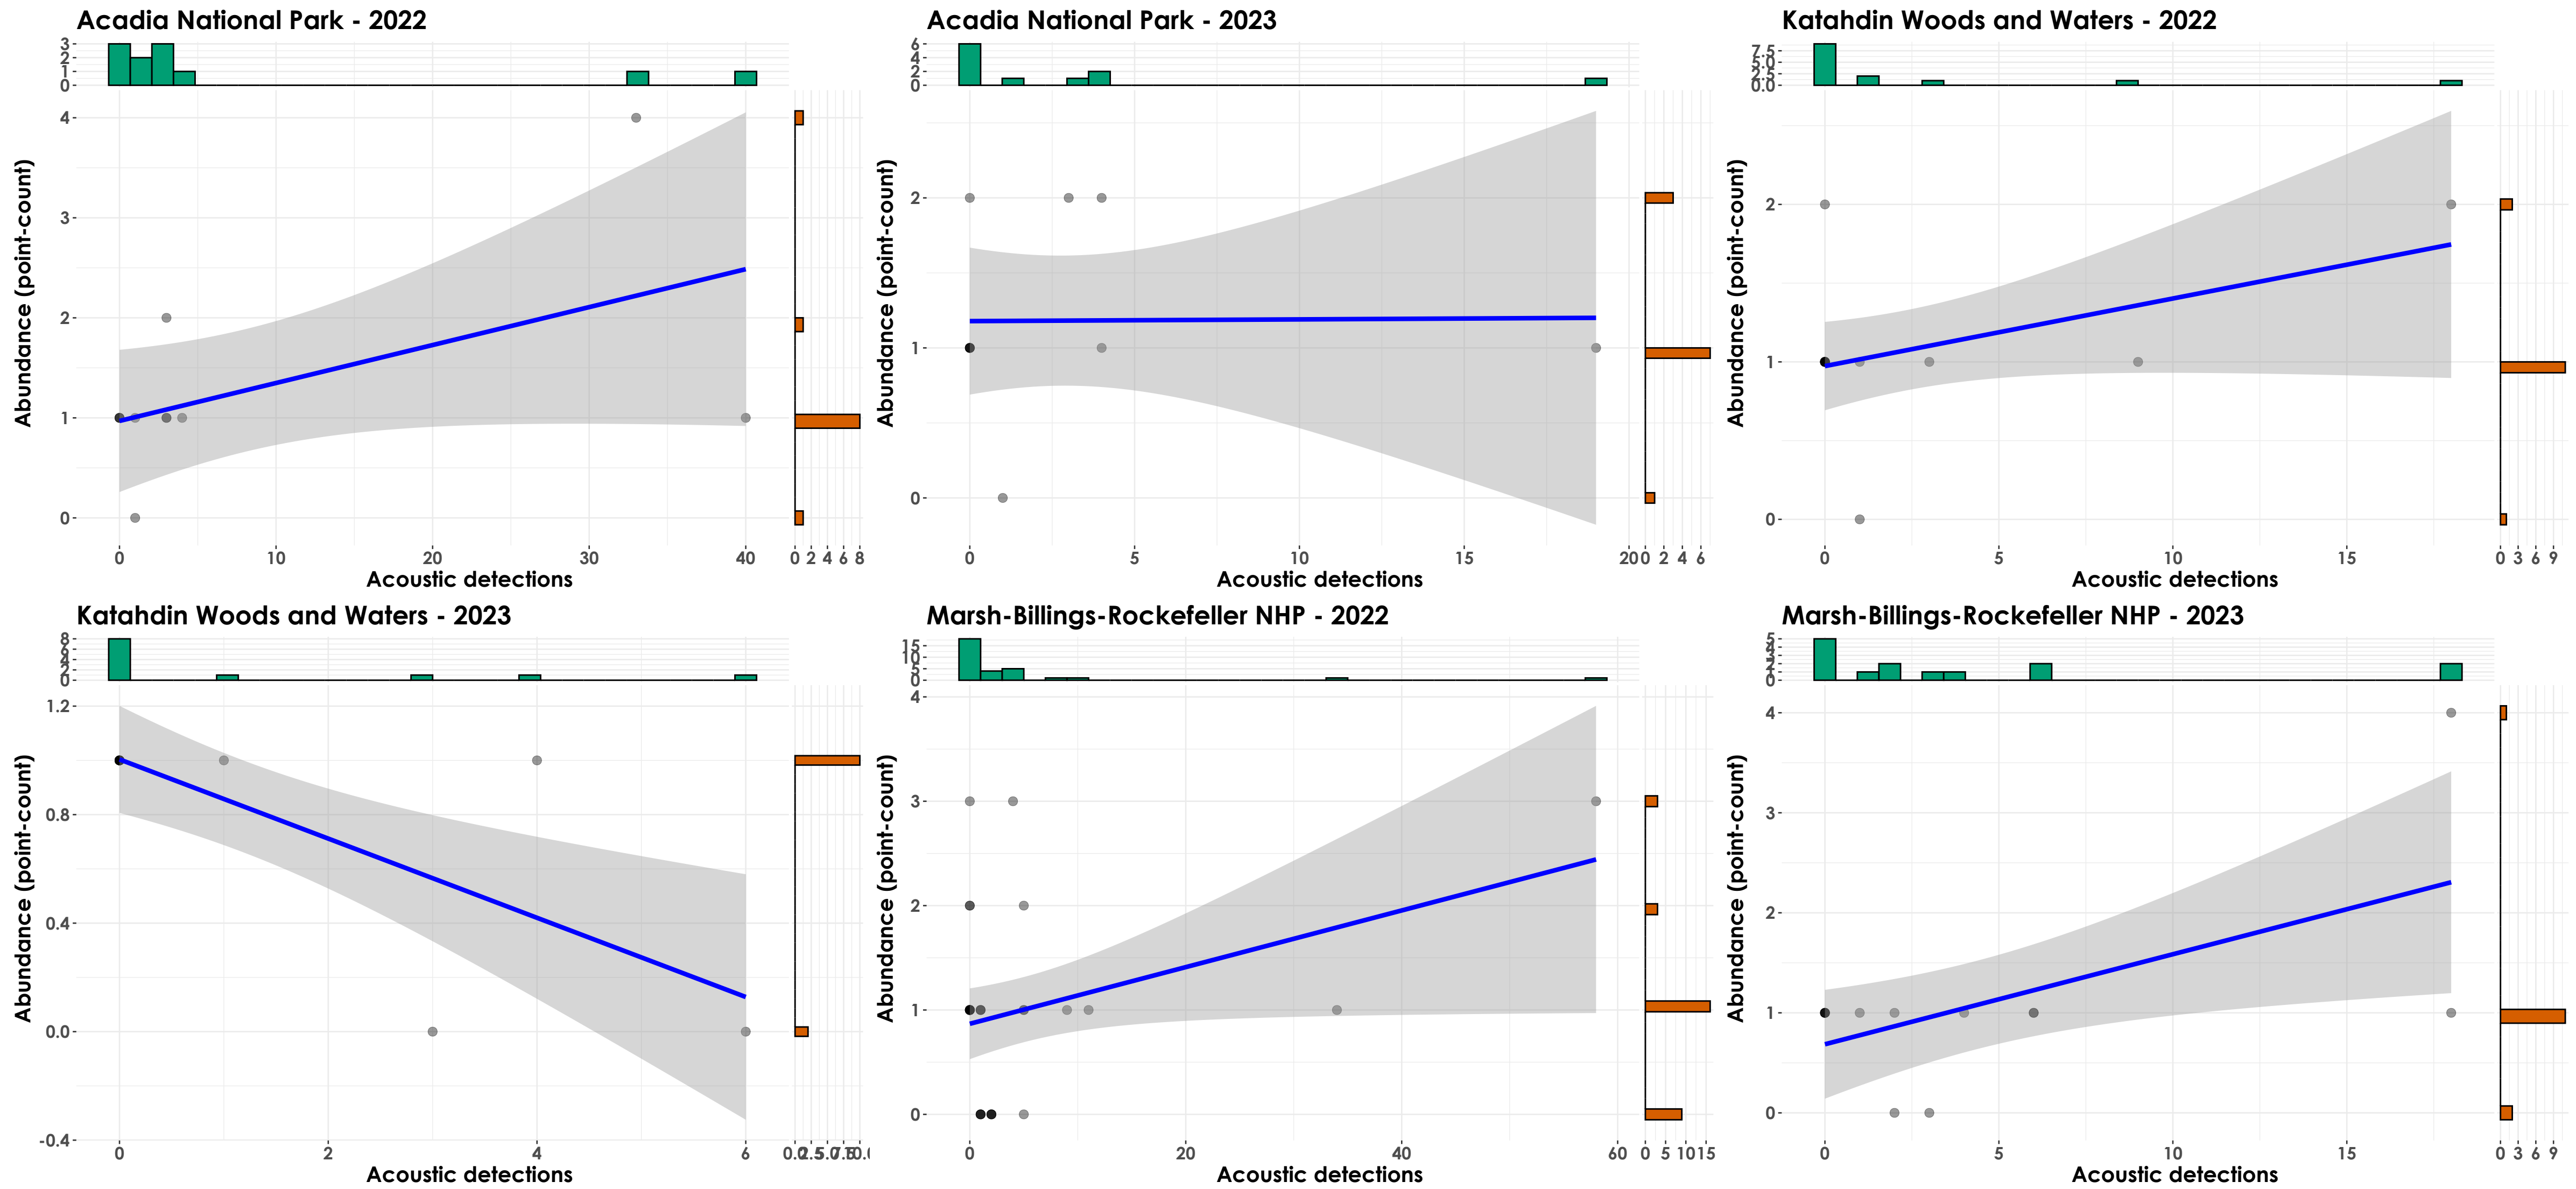 Acadia National Park - 2022
3
2
1
0
Abundance (point-count)
4
3
2
1
0
0 10 20 30 40
0 2 4 6 8
Acoustic detections
Acadia National Park - 2023
6
4
2
0
Abundance (point-count)
2
1
0
0 5 10 15 20
0 2 4 6
Acoustic detections
Katahdin Woods and Waters - 2022
7.5
5.0
2.5
0.0
Abundance (point-count)
2
1
0
0 5 10 15
0 3 6 9
Acoustic detections
Katahdin Woods and Waters - 2023
8
6
4
2
0
Abundance (point-count)
1.2
0.8
0.4
0.0
-0.4
0 2 4 6
Acoustic detections
Marsh-Billings-Rockefeller NHP - 2022
15
10
5
0
Abundance (point-count)
4
3
2
1
0
0 20 40 60
0 5 10 15
Acoustic detections
Marsh-Billings-Rockefeller NHP - 2023
5
4
3
2
1
0
Abundance (point-count)
4
3
2
1
0
0 5 10 15
0 3 6 9
Acoustic detections